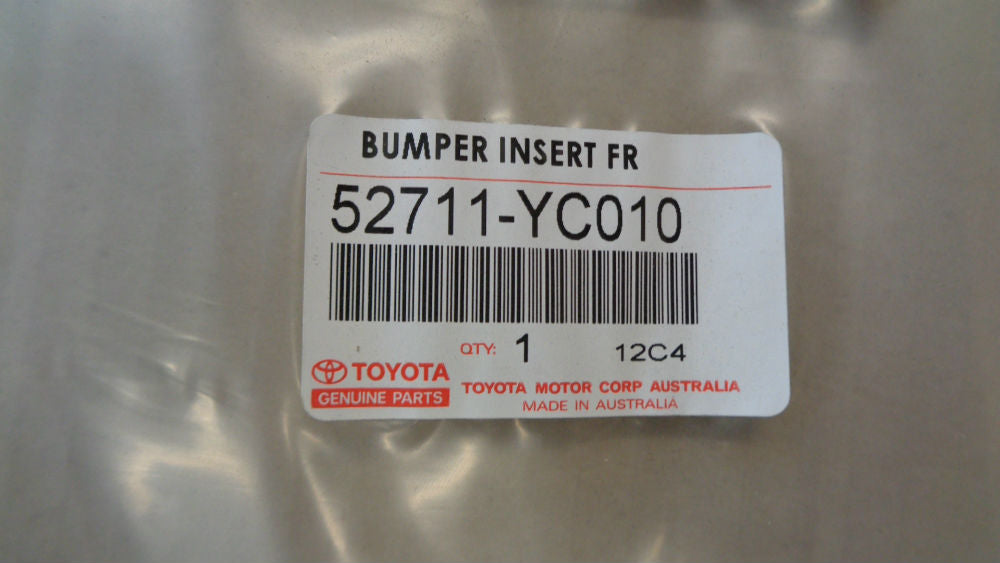 BUMPER INSERT FR
52711-YC010
QTY: 1 12C4
TOYOTA
GENUINE PARTS
TOYOTA MOTOR CORP AUSTRALIA
MADE IN AUSTRALIA